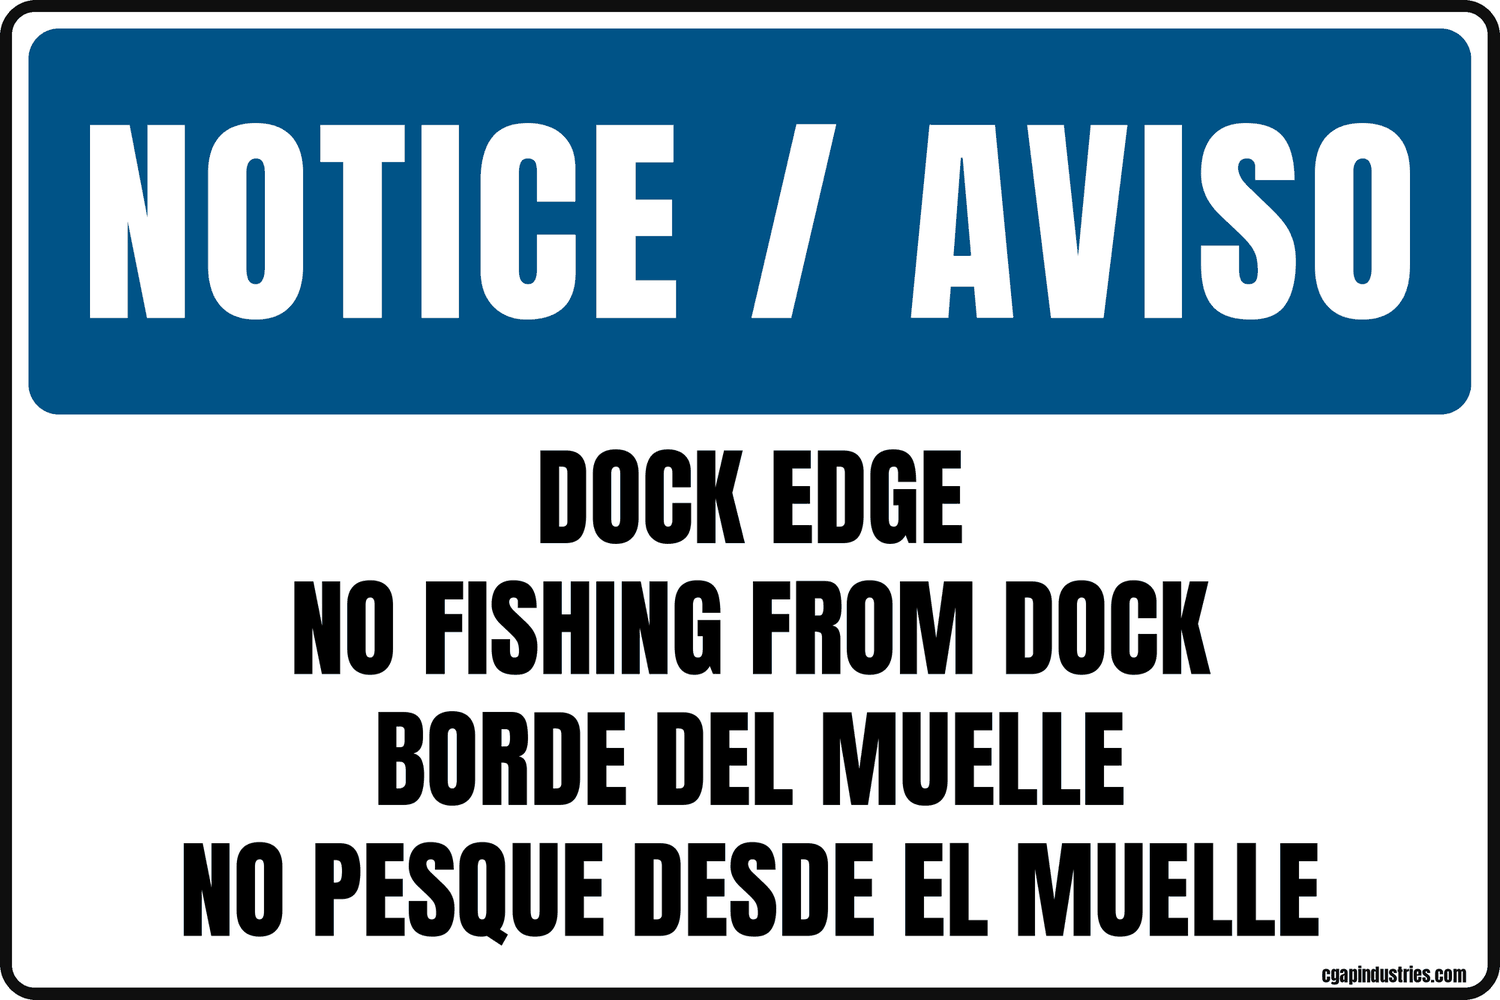 NOTICE / AVISO
DOCK EDGE
NO FISHING FROM DOCK
BORDE DEL MUELLE
NO PESQUE DESDE EL MUELLE
cgapindustries.com